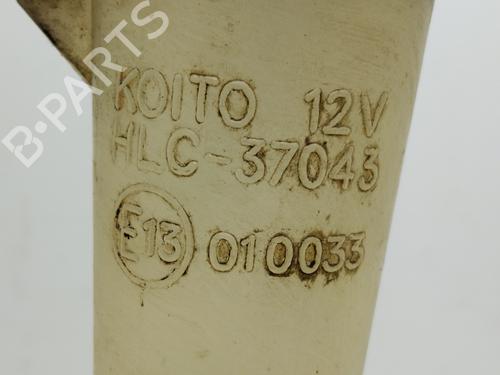 B-PARTS
KOITO 12V
HLC-37043
E13 010033